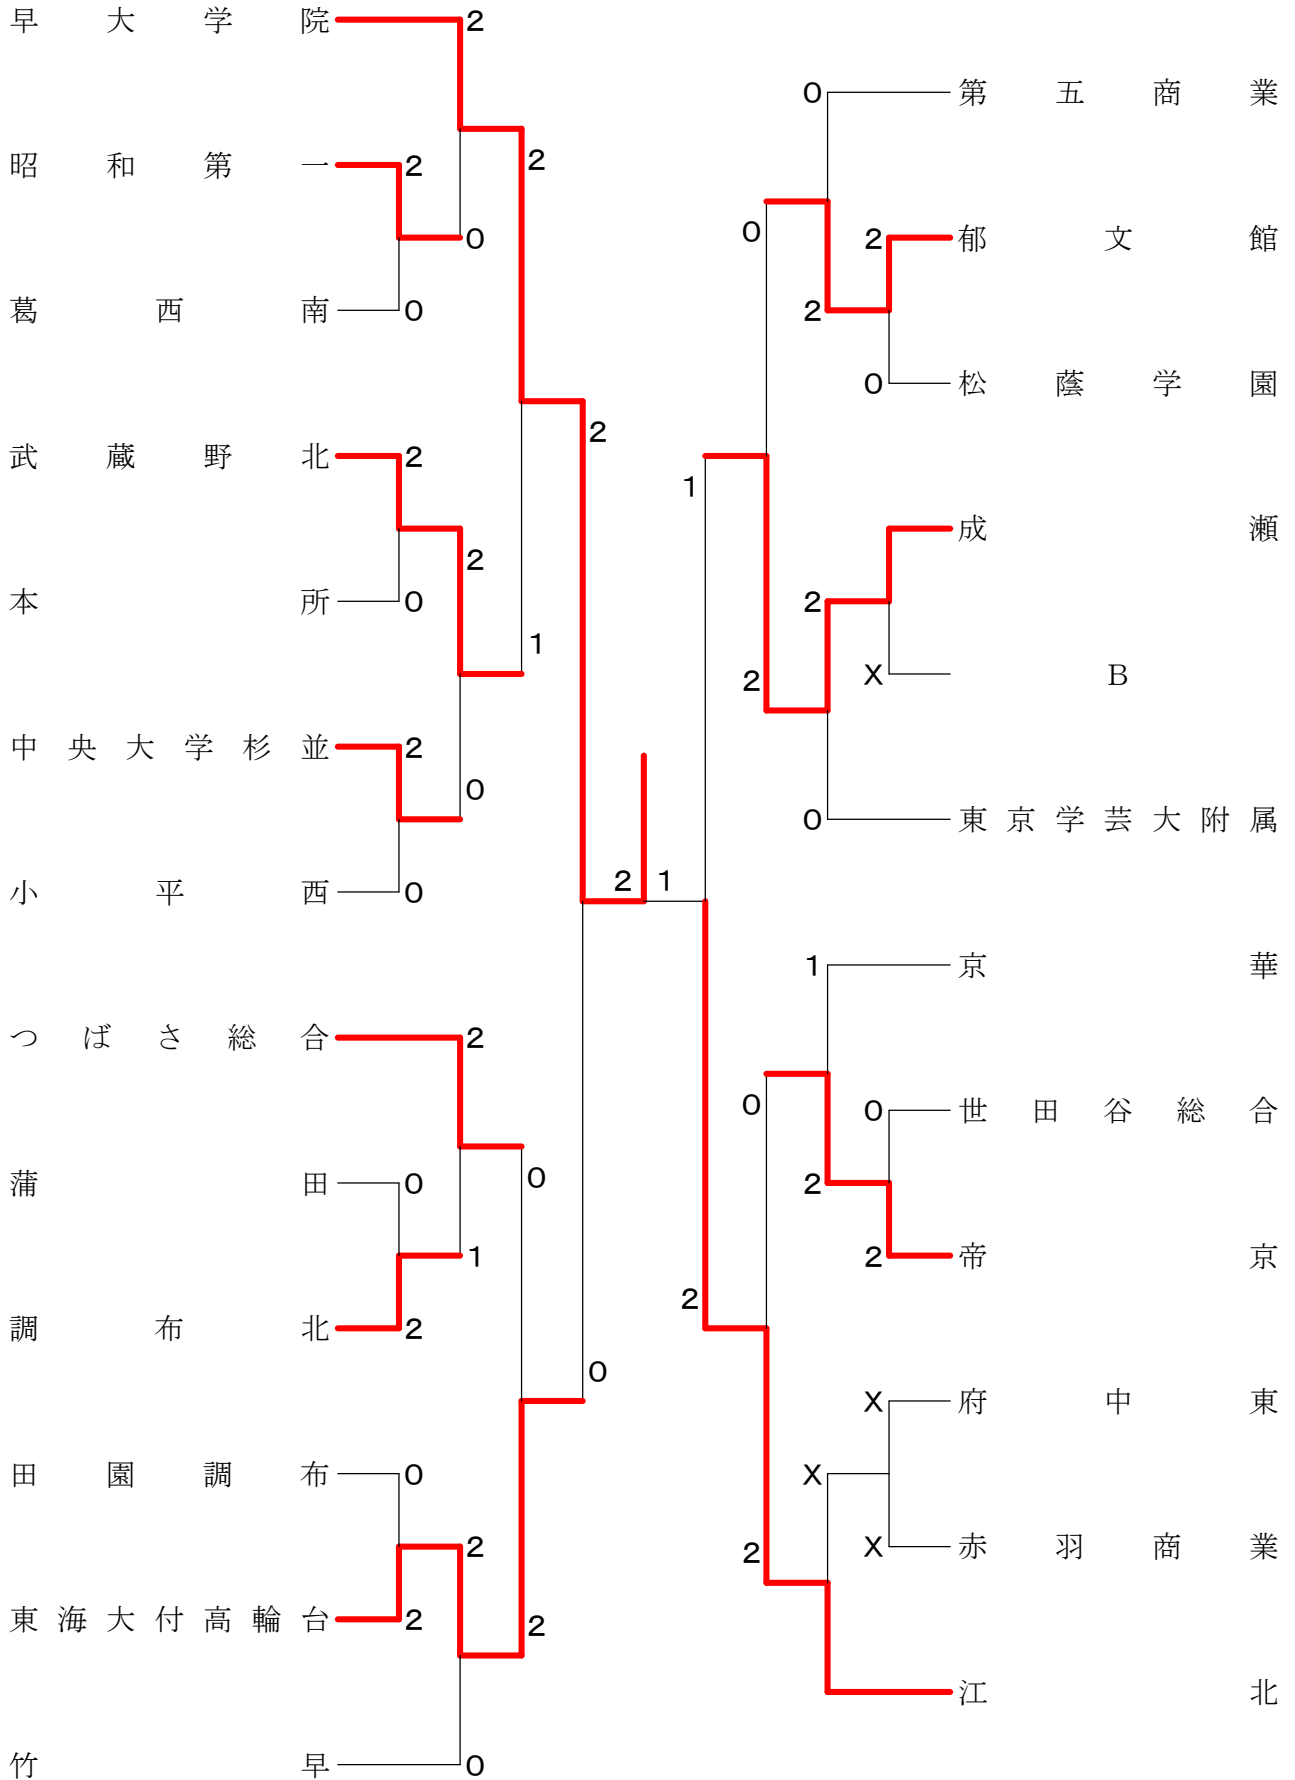 早大学院 2
昭和第一 2
0
葛西南 0
2
武蔵野北 2
2
本所 0
1
中央大学杉並 2
0
小平西 0
2
つばさ総合 2
蒲田 0
1
調布北 2
0
田園調布 0
2
東海大付高輪台 2
2
竹早 0
0
2 1
0 第五商業
2 郁文館
2
0 松蔭学園
0
成瀬
2
X B
2
0 東京学芸大附属
1
1 京華
0 世田谷総合
2
2 帝京
0
X 府中東
X
X 赤羽商業
2
江北
2